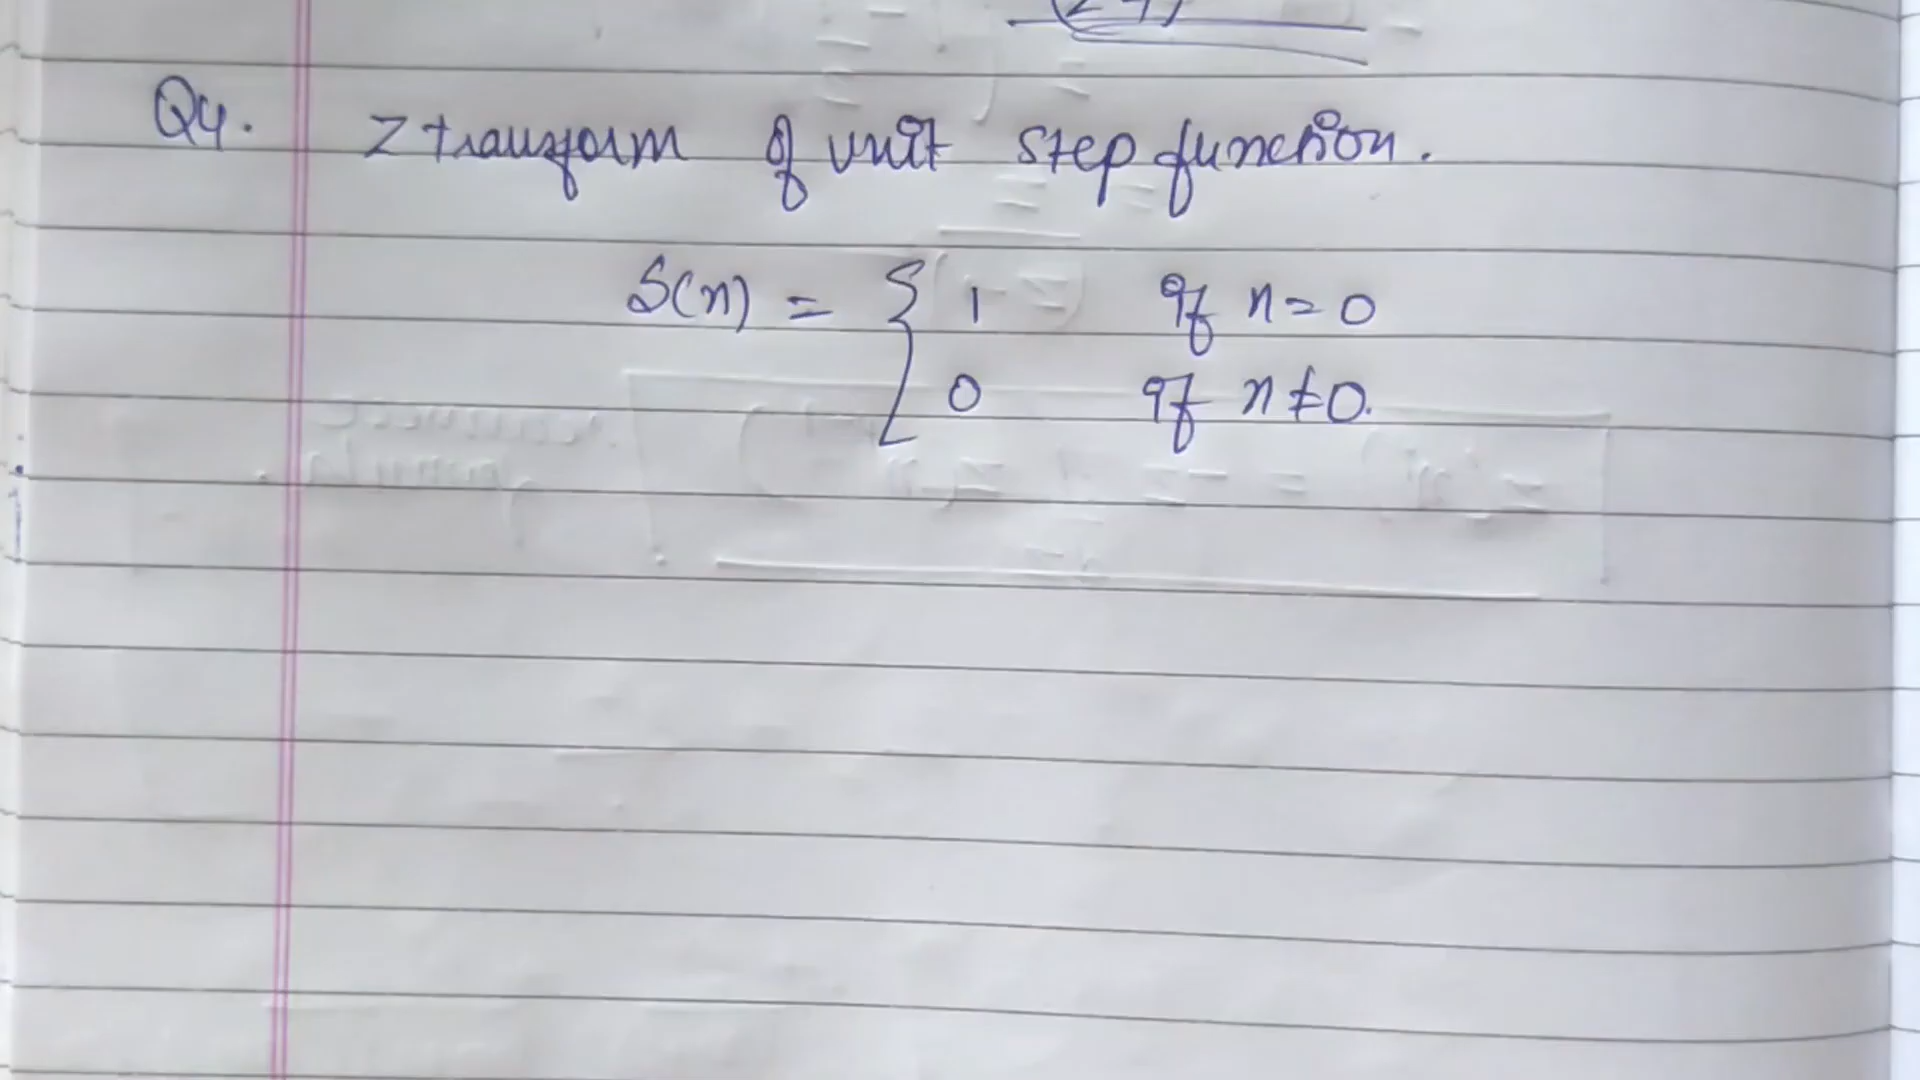 Q4. Z transform of unit step function.
δ(n) = { 1 if n = 0
0 if n ≠ 0.